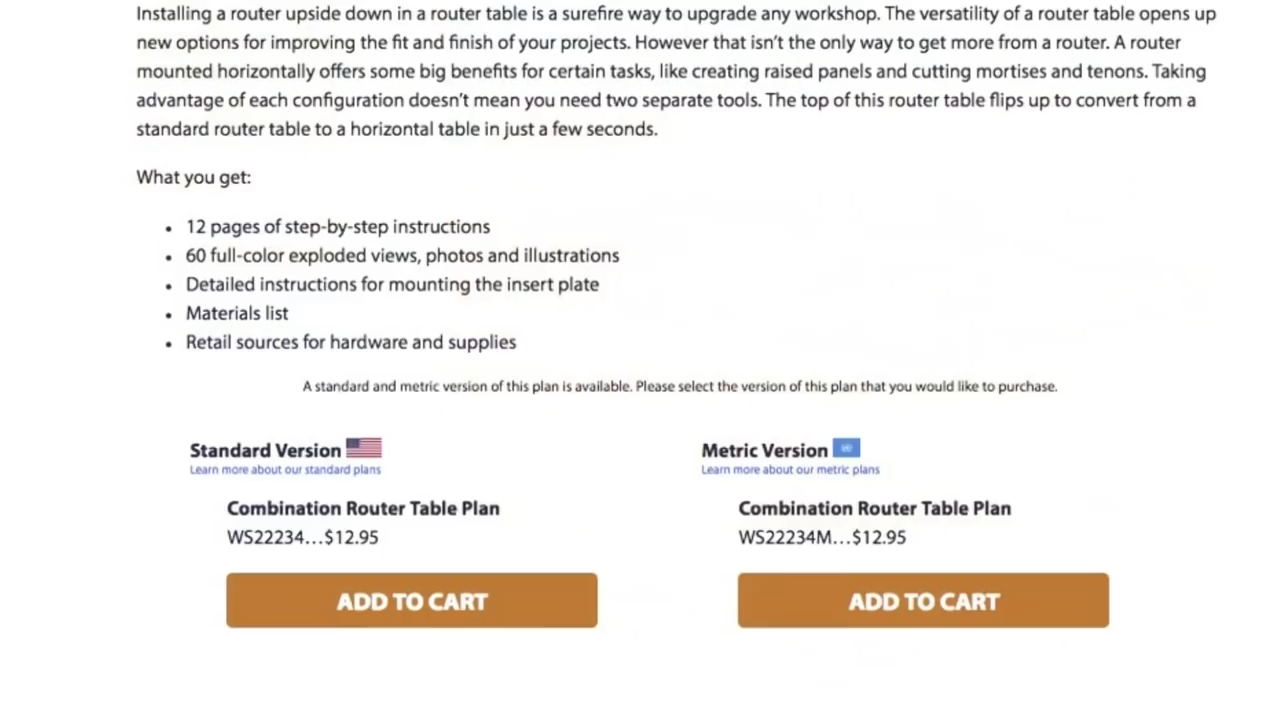 Installing a router upside down in a router table is a surefire way to upgrade any workshop. The versatility of a router table opens up
new options for improving the fit and finish of your projects. However that isn't the only way to get more from a router. A router
mounted horizontally offers some big benefits for certain tasks, like creating raised panels and cutting mortises and tenons. Taking
advantage of each configuration doesn't mean you need two separate tools. The top of this router table flips up to convert from a
standard router table to a horizontal table in just a few seconds.
What you get:
• 12 pages of step-by-step instructions
• 60 full-color exploded views, photos and illustrations
• Detailed instructions for mounting the insert plate
• Materials list
• Retail sources for hardware and supplies
A standard and metric version of this plan is available. Please select the version of this plan that you would like to purchase.
Standard Version
Learn more about our standard plans
Combination Router Table Plan
WS22234...$12.95
ADD TO CART
Metric Version
Learn more about our metric plans
Combination Router Table Plan
WS22234M...$12.95
ADD TO CART